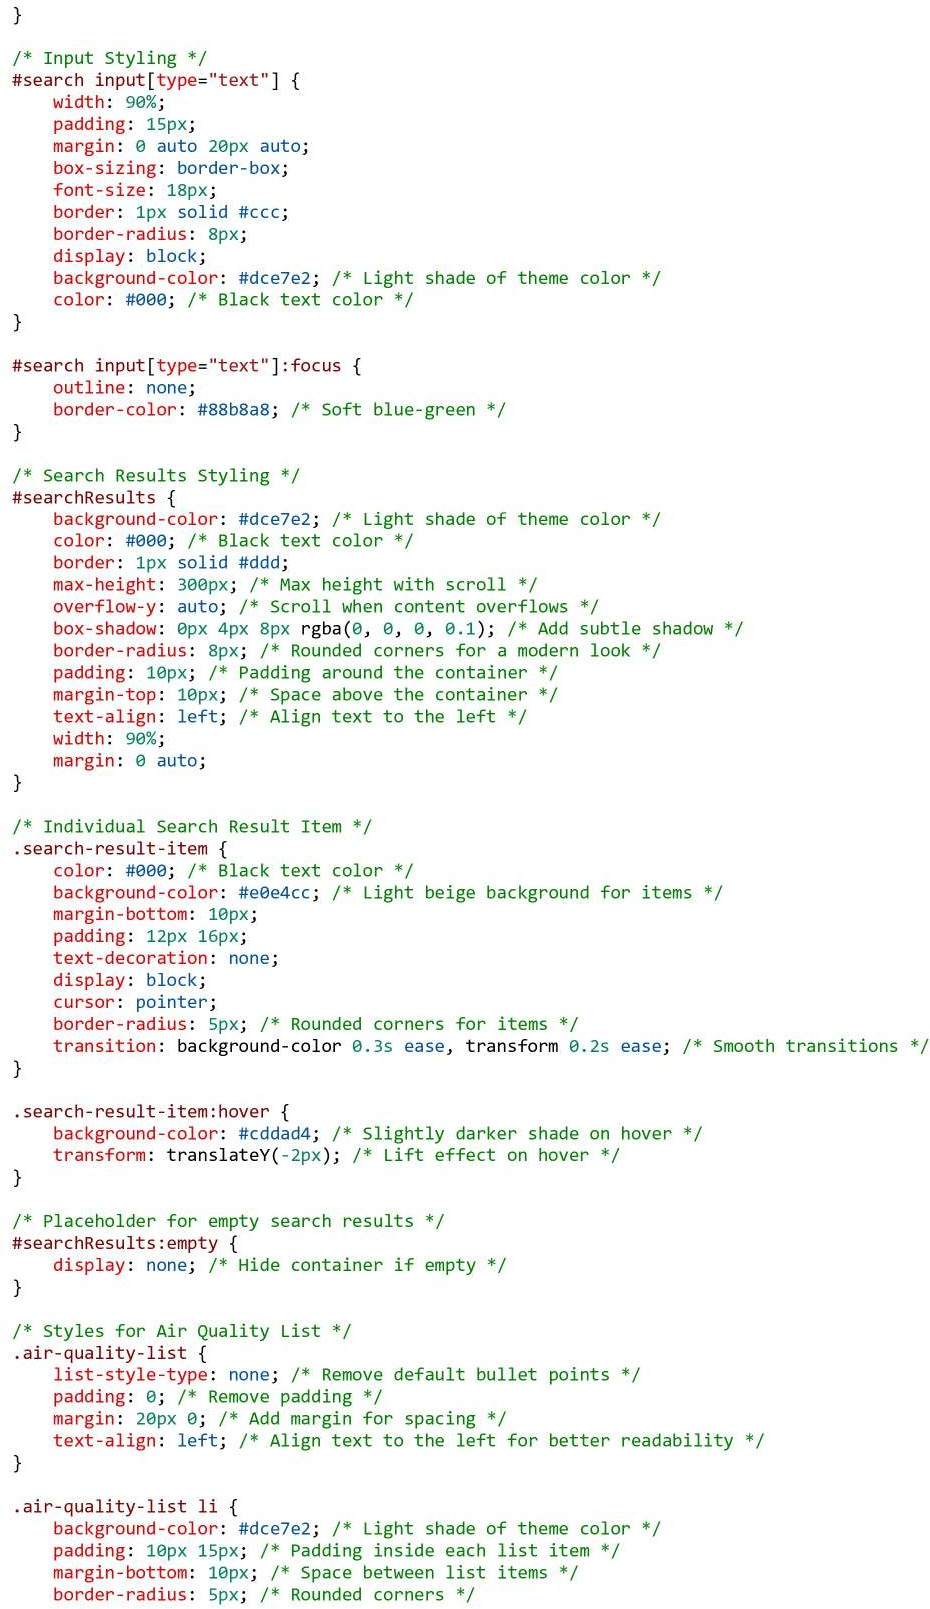 }
/* Input Styling */
#search input[type="text"] {
    width: 90%;
    padding: 15px;
    margin: 0 auto 20px auto;
    box-sizing: border-box;
    font-size: 18px;
    border: 1px solid #ccc;
    border-radius: 8px;
    display: block;
    background-color: #dce7e2; /* Light shade of theme color */
    color: #000; /* Black text color */
}
#search input[type="text"]:focus {
    outline: none;
    border-color: #88b8a8; /* Soft blue-green */
}
/* Search Results Styling */
#searchResults {
    background-color: #dce7e2; /* Light shade of theme color */
    color: #000; /* Black text color */
    border: 1px solid #ddd;
    max-height: 300px; /* Max height with scroll */
    overflow-y: auto; /* Scroll when content overflows */
    box-shadow: 0px 4px 8px rgba(0, 0, 0, 0.1); /* Add subtle shadow */
    border-radius: 8px; /* Rounded corners for a modern look */
    padding: 10px; /* Padding around the container */
    margin-top: 10px; /* Space above the container */
    text-align: left; /* Align text to the left */
    width: 90%;
    margin: 0 auto;
}
/* Individual Search Result Item */
.search-result-item {
    color: #000; /* Black text color */
    background-color: #e0e4cc; /* Light beige background for items */
    margin-bottom: 10px;
    padding: 12px 16px;
    text-decoration: none;
    display: block;
    cursor: pointer;
    border-radius: 5px; /* Rounded corners for items */
    transition: background-color 0.3s ease, transform 0.2s ease; /* Smooth transitions */
}
.search-result-item:hover {
    background-color: #cddad4; /* Slightly darker shade on hover */
    transform: translateY(-2px); /* Lift effect on hover */
}
/* Placeholder for empty search results */
#searchResults:empty {
    display: none; /* Hide container if empty */
}
/* Styles for Air Quality List */
.air-quality-list {
    list-style-type: none; /* Remove default bullet points */
    padding: 0; /* Remove padding */
    margin: 20px 0; /* Add margin for spacing */
    text-align: left; /* Align text to the left for better readability */
}
.air-quality-list li {
    background-color: #dce7e2; /* Light shade of theme color */
    padding: 10px 15px; /* Padding inside each list item */
    margin-bottom: 10px; /* Space between list items */
    border-radius: 5px; /* Rounded corners */